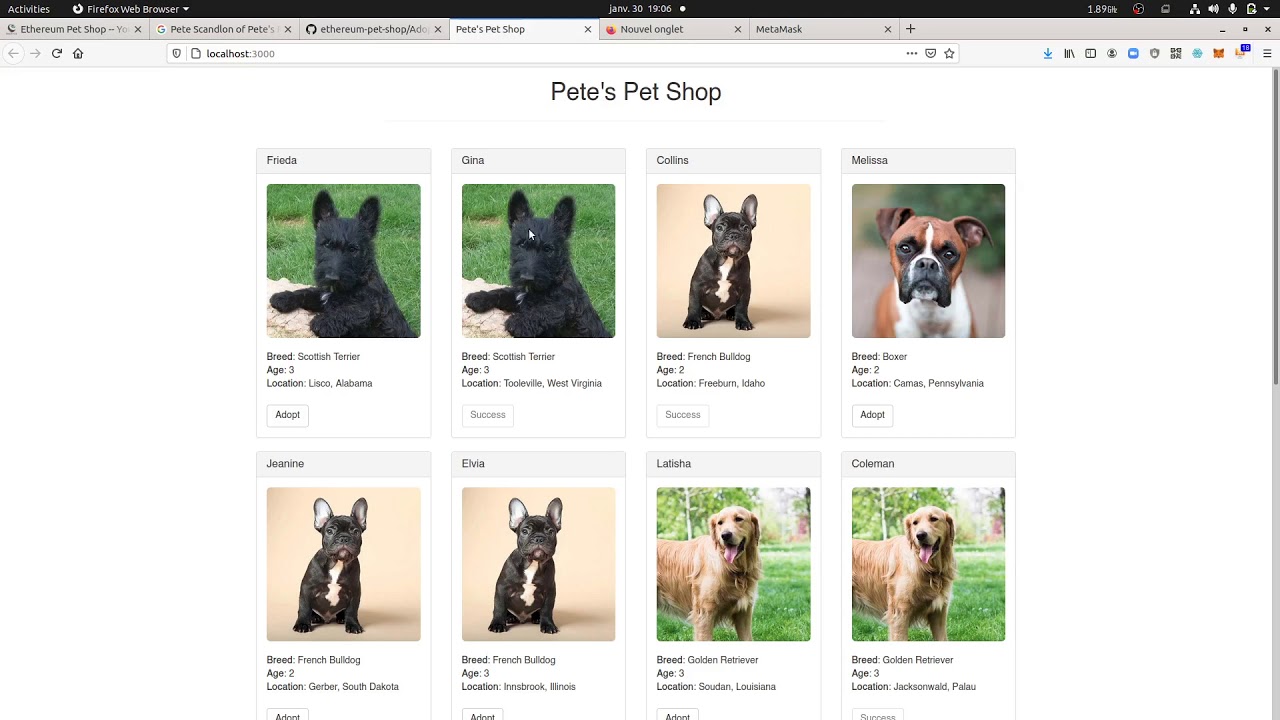 Activities
Firefox Web Browser
janv. 30 19:06
1.89₿k
Ethereum Pet Shop -- Yo
Pete Scandlon of Pete's
ethereum-pet-shop/Ado
Pete's Pet Shop
Nouvel onglet
MetaMask
localhost:3000
18
Pete's Pet Shop
Frieda
Gina
Collins
Melissa
Breed: Scottish Terrier
Age: 3
Location: Lisco, Alabama
Adopt
Breed: Scottish Terrier
Age: 3
Location: Tooleville, West Virginia
Success
Breed: French Bulldog
Age: 2
Location: Freeburn, Idaho
Success
Breed: Boxer
Age: 2
Location: Camas, Pennsylvania
Adopt
Jeanine
Elvia
Latisha
Coleman
Breed: French Bulldog
Age: 2
Location: Gerber, South Dakota
Adopt
Breed: French Bulldog
Age: 3
Location: Innsbrook, Illinois
Adopt
Breed: Golden Retriever
Age: 3
Location: Soudan, Louisiana
Adopt
Breed: Golden Retriever
Age: 3
Location: Jacksonwald, Palau
Success